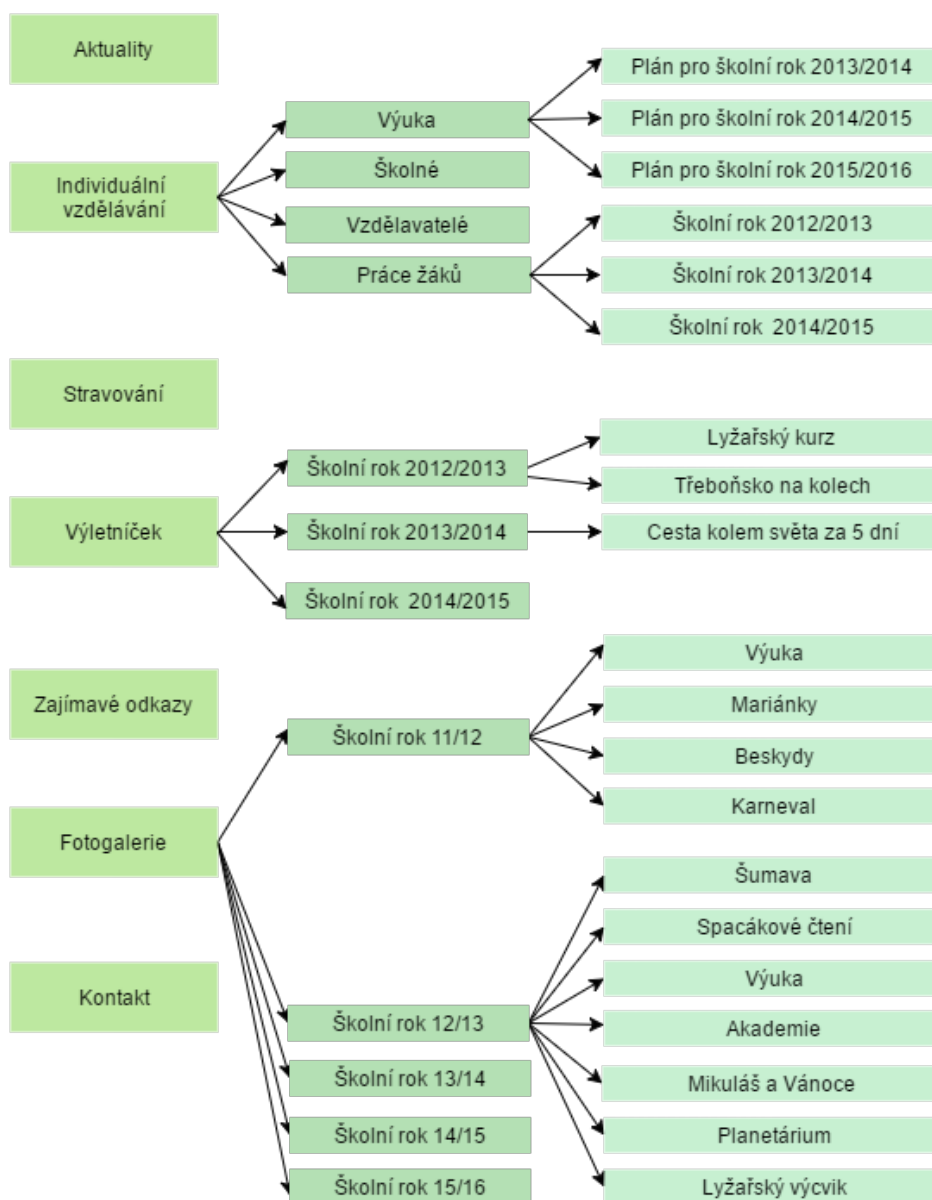 Aktuality
Individuální
vzdělávání
Výuka
Plán pro školní rok 2013/2014
Plán pro školní rok 2014/2015
Plán pro školní rok 2015/2016
Školné
Vzdělavatelé
Práce žáků
Školní rok 2012/2013
Školní rok 2013/2014
Školní rok 2014/2015
Stravování
Výletníček
Školní rok 2012/2013
Lyžařský kurz
Třeboňsko na kolech
Školní rok 2013/2014
Cesta kolem světa za 5 dní
Školní rok 2014/2015
Zajímavé odkazy
Fotogalerie
Školní rok 11/12
Výuka
Mariánky
Beskydy
Karneval
Školní rok 12/13
Šumava
Spacákové čtení
Výuka
Akademie
Mikuláš a Vánoce
Planetárium
Lyžařský výcvik
Školní rok 13/14
Školní rok 14/15
Školní rok 15/16
Kontakt